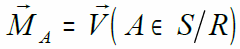 M⃗_A = V⃗(A ∈ S/R)